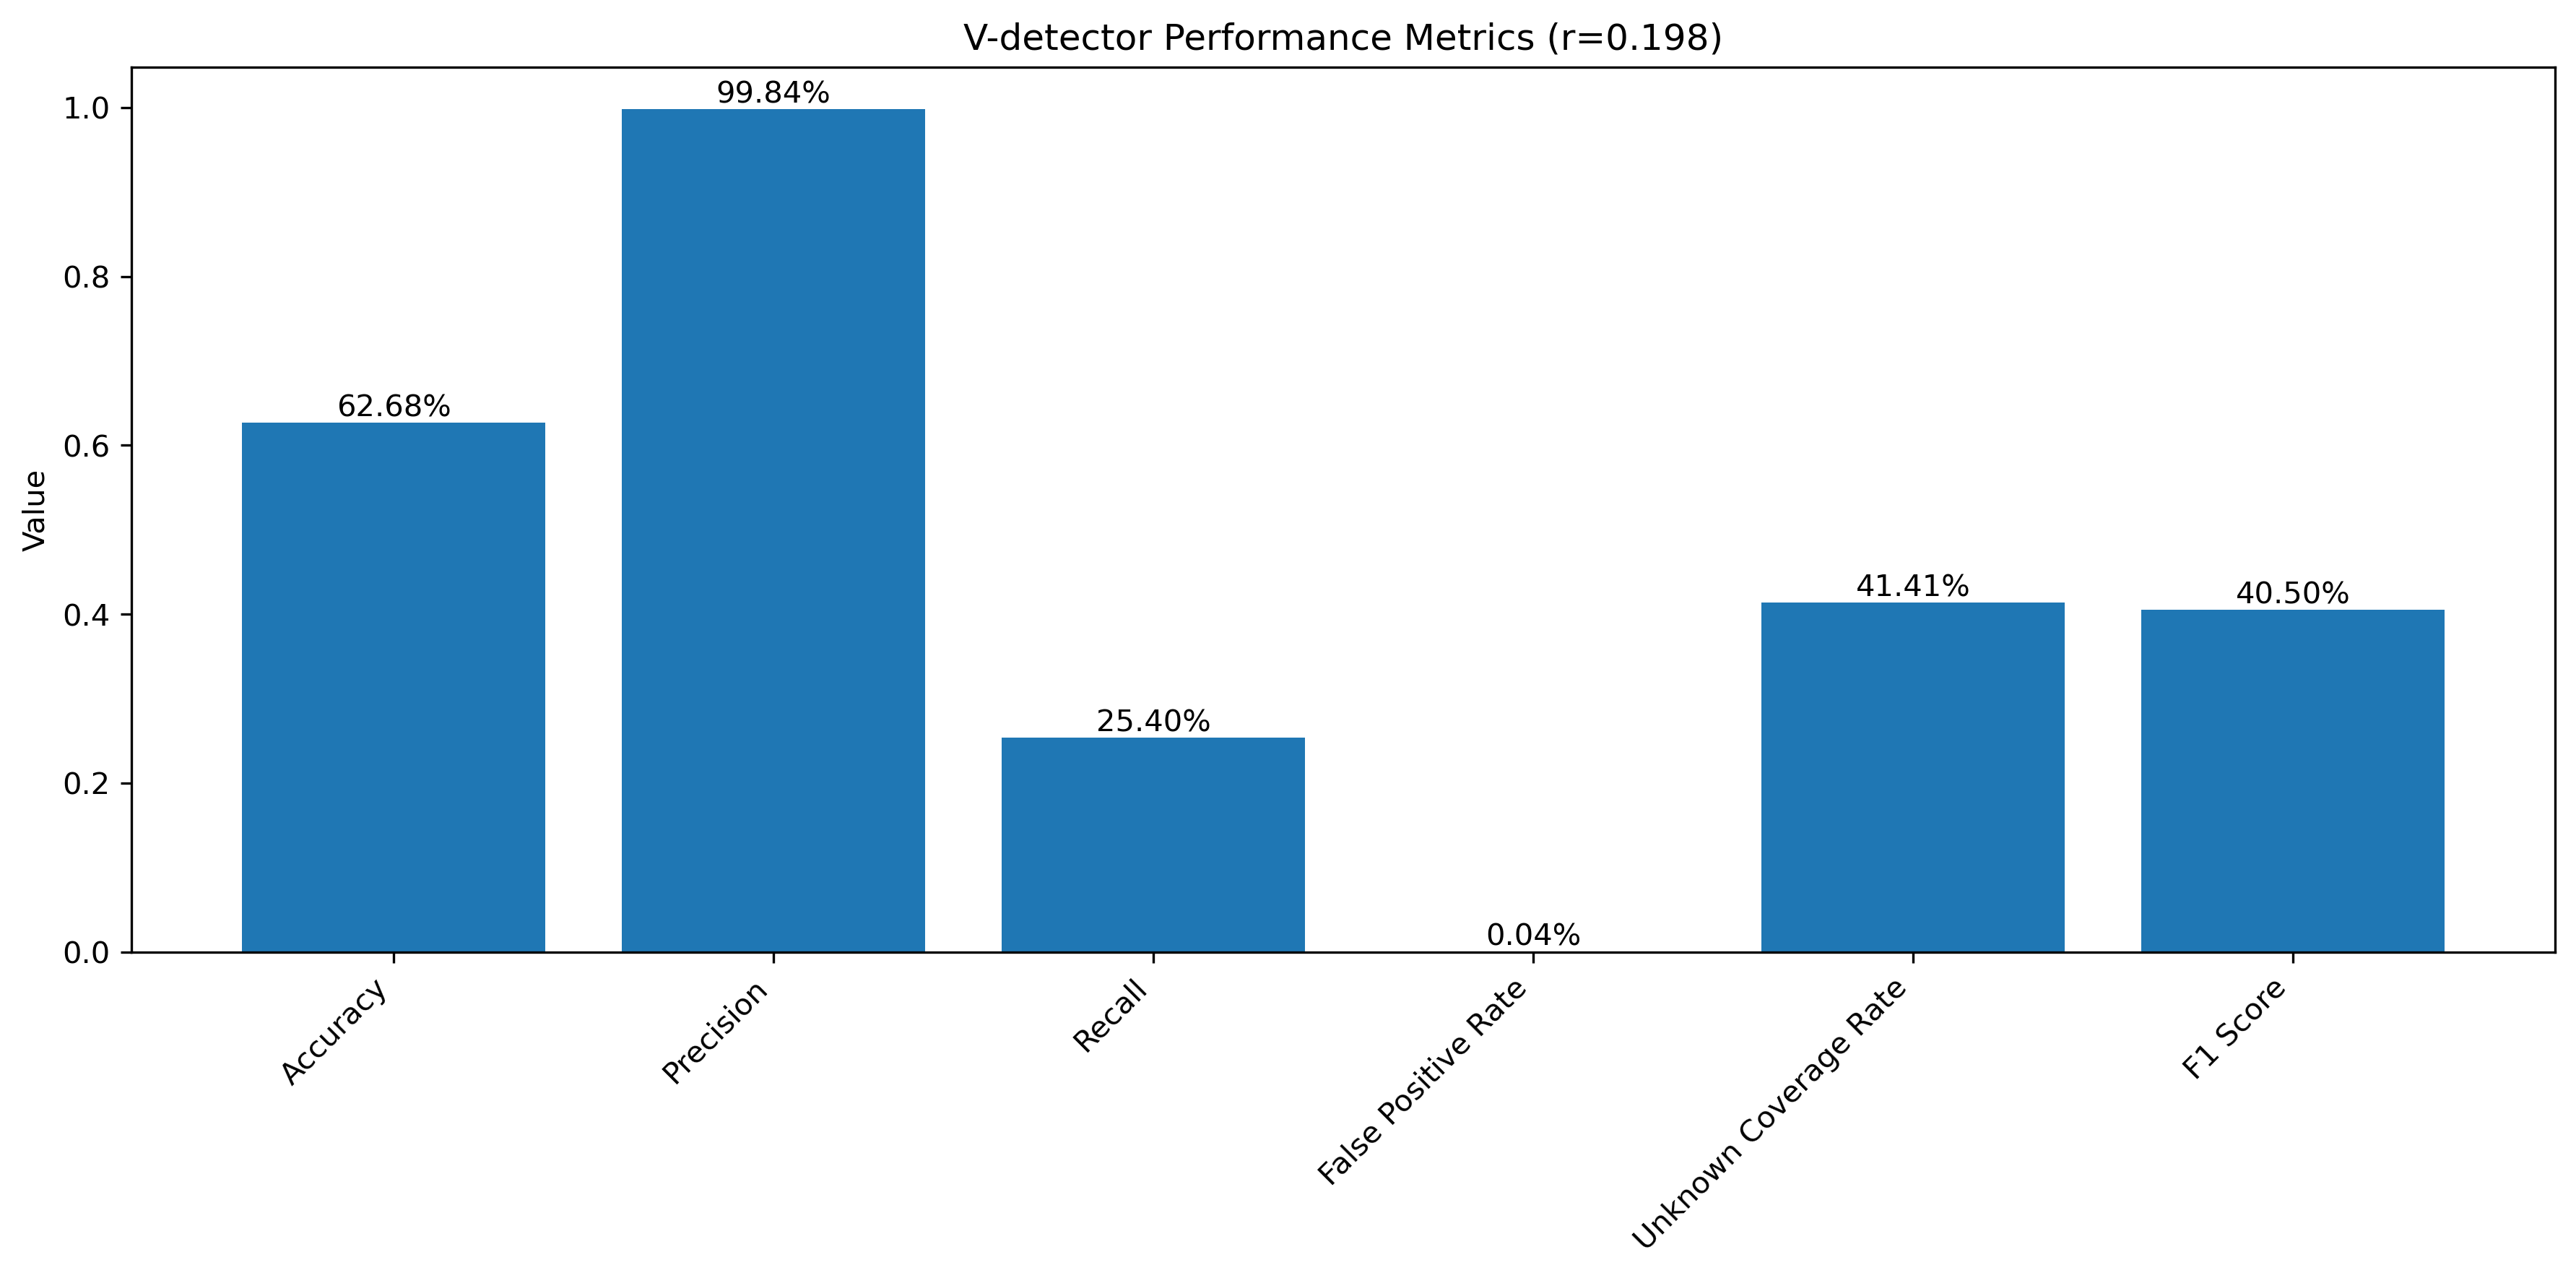 V-detector Performance Metrics (r=0.198)
Value
1.0
0.8
0.6
0.4
0.2
0.0
62.68%
99.84%
25.40%
0.04%
41.41%
40.50%
Accuracy
Precision
Recall
False Positive Rate
Unknown Coverage Rate
F1 Score